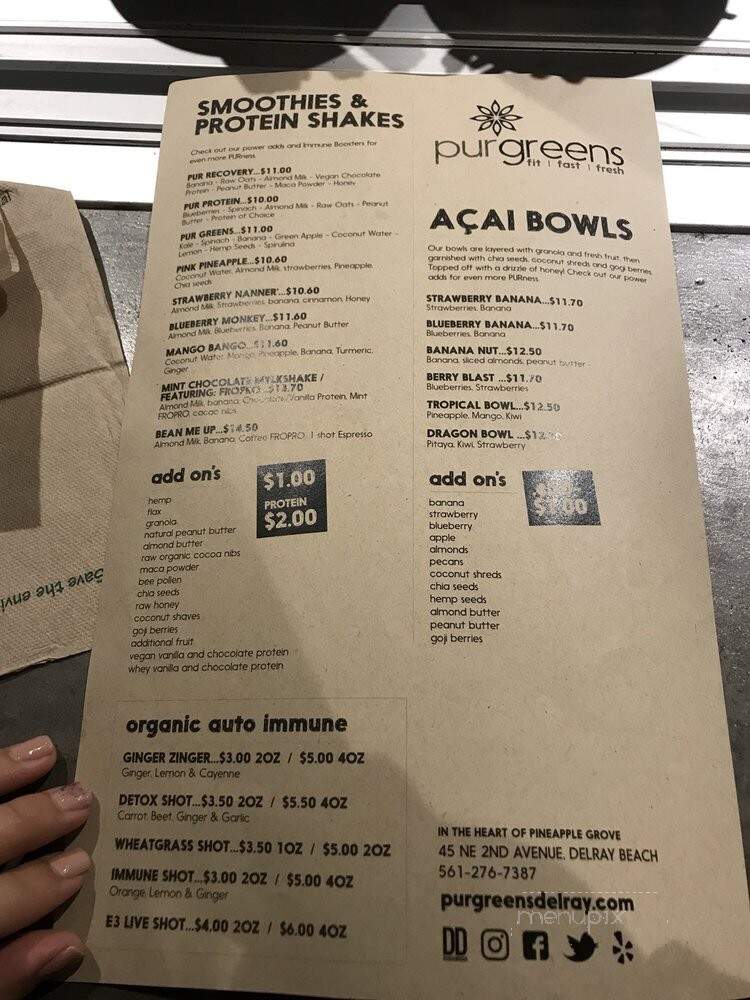 SMOOTHIES &
PROTEIN SHAKES
Check out our power adds and Immune Boosters for
even more PURness
PUR RECOVERY...$11.00
Banana - Raw Oats - Almond Milk - Vegan Chocolate
Protein - Peanut Butter - Maca Powder - Honey
PUR PROTEIN...$10.00
Blueberries - Spinach - Almond Milk - Raw Oats - Peanut
Butter - Protein of Choice
PUR GREENS...$11.00
Kale - Spinach - Banana - Green Apple - Coconut Water -
Lemon - Hemp Seeds - Spirulina
PINK PINEAPPLE...$10.60
Coconut Water, Almond Milk, strawberries, Pineapple,
Chia seeds
STRAWBERRY NANNER'...$10.60
Almond Milk, Strawberries, banana, cinnamon, Honey
BLUEBERRY MONKEY...$11.60
Almond Milk, Blueberries, Banana, Peanut Butter
MANGO BANGO...$11.60
Coconut Water, Mango, Pineapple, Banana, Turmeric,
Ginger
MINT CHOCOLATE MYLKSHAKE /
FEATURING: FROPRO...
Almond Milk, banana, Chocolate/Vanilla Protein, Mint
FROPRO, cacao nibs
BEAN ME UP...$14.50
Almond Milk, Banana, Coffee FROPRO, 1 shot Espresso
add on's
$1.00
PROTEIN
$2.00
hemp
flax
granola
natural peanut butter
almond butter
raw organic cocoa nibs
maca powder
bee pollen
chia seeds
raw honey
coconut shaves
goji berries
additional fruit
vegan vanilla and chocolate protein
whey vanilla and chocolate protein
organic auto immune
GINGER ZINGER...$3.00 2OZ / $5.00 4OZ
Ginger, Lemon & Cayenne
DETOX SHOT...$3.50 2OZ / $5.50 4OZ
Carrot, Beet, Ginger & Garlic
WHEATGRASS SHOT...$3.50 1OZ / $5.00 2OZ
IMMUNE SHOT...$3.00 2OZ / $5.00 4OZ
Orange, Lemon & Ginger
E3 LIVE SHOT...$4.00 2OZ / $6.00 4OZ
purgreens
fit | fast | fresh
AÇAI BOWLS
Our bowls are layered with granola and fresh fruit, then
garnished with chia seeds, coconut shreds and goji berries.
Topped off with a drizzle of honey! Check out our power
adds for even more PURness.
STRAWBERRY BANANA...$11.70
Strawberries, Banana
BLUEBERRY BANANA...$11.70
Blueberries, Banana
BANANA NUT...$12.50
Banana, sliced almonds, peanut butter
BERRY BLAST ...$11.70
Blueberries, Strawberries
TROPICAL BOWL...$12.50
Pineapple, Mango, Kiwi
DRAGON BOWL ...
Pitaya, Kiwi, Strawberry
add on's
$1.00
banana
strawberry
blueberry
apple
almonds
pecans
coconut shreds
chia seeds
hemp seeds
almond butter
peanut butter
goji berries
IN THE HEART OF PINEAPPLE GROVE
45 NE 2ND AVENUE, DELRAY BEACH
561-276-7387
purgreensdelray.com
menupix
DD
Save the